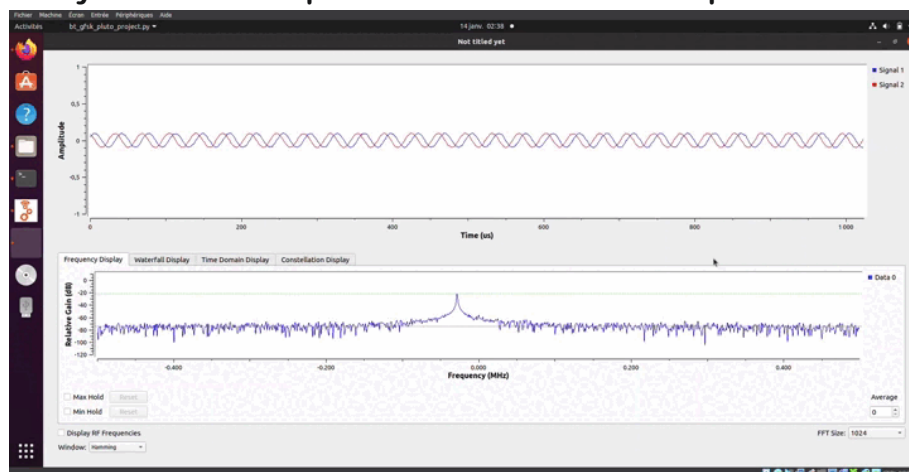 Fichier Machine Écran Entrée Périphériques Aide
Activités bt_gfsk_pluto_project.py 14 janv. 02:38
Not titled yet
Signal 1
Signal 2
Amplitude
1
0,5
0
-0,5
-1
0 200 400 600 800 1000
Time (us)
Frequency Display Waterfall Display Time Domain Display Constellation Display
Data 0
Relative Gain (dB)
0
-20
-40
-60
-80
-100
-120
-0.400 -0.200 0.000 0.200 0.400
Frequency (MHz)
Max Hold Reset
Min Hold Reset
Average
0
Display RF Frequencies
FFT Size: 1024
Window: Hamming